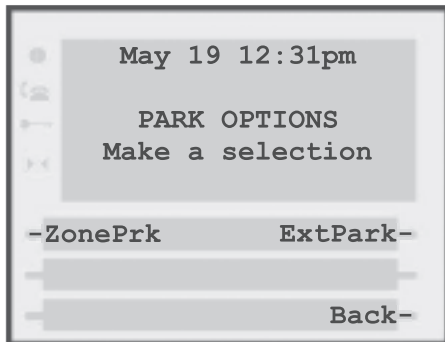 May 19 12:31pm
PARK OPTIONS
Make a selection
-ZonePrk ExtPark-
Back-